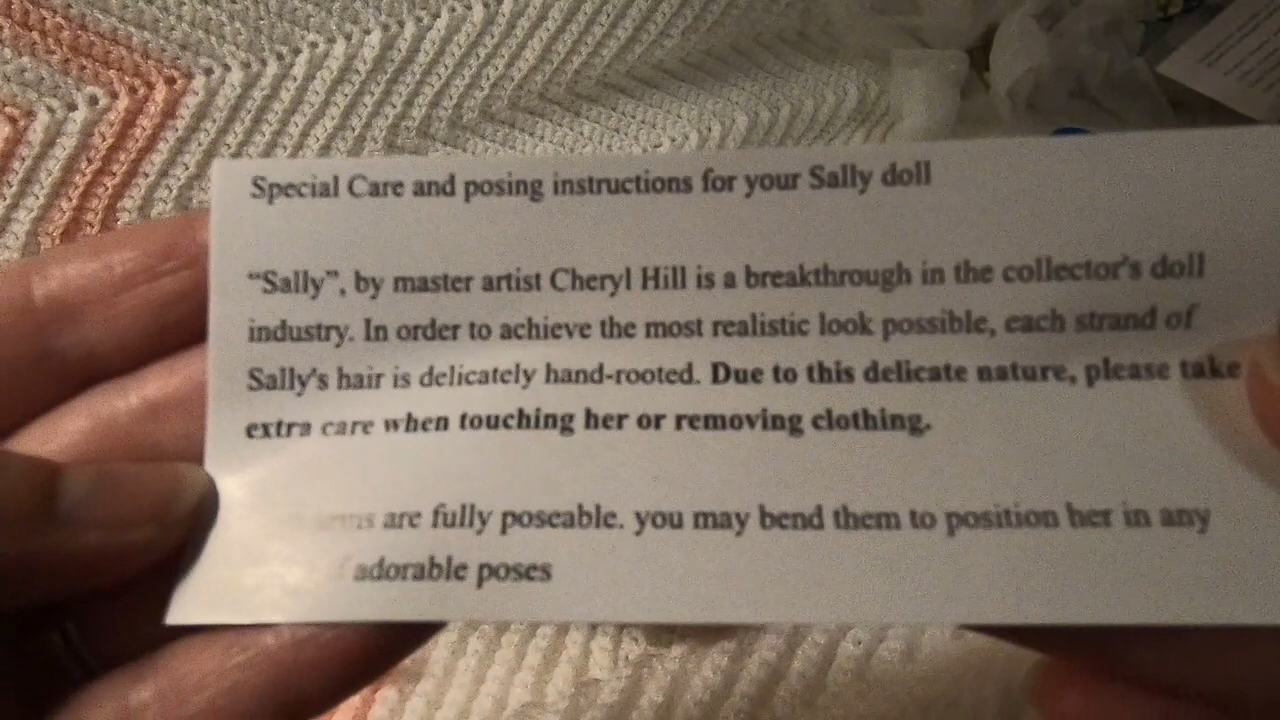 Special Care and posing instructions for your Sally doll
“Sally”, by master artist Cheryl Hill is a breakthrough in the collector's doll
industry. In order to achieve the most realistic look possible, each strand of
Sally's hair is delicately hand-rooted. Due to this delicate nature, please take
extra care when touching her or removing clothing.
are fully poseable. you may bend them to position her in any
adorable poses